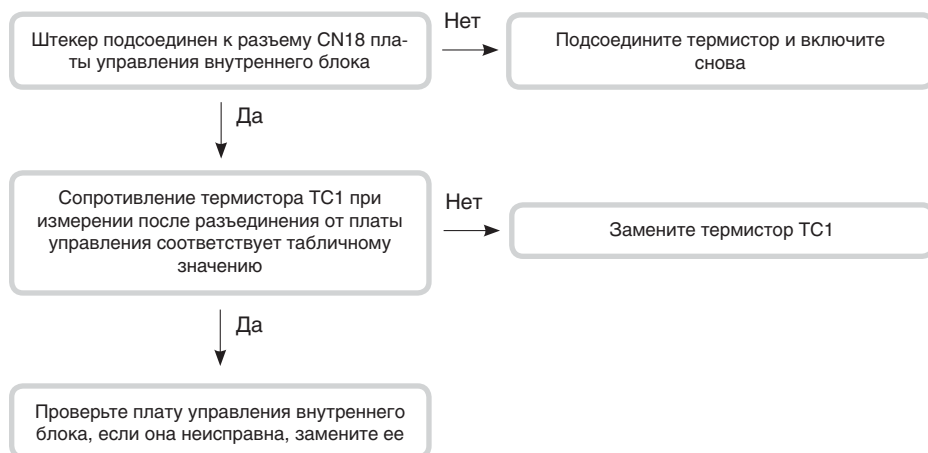 Штекер подсоединен к разъему CN18 пла-
ты управления внутреннего блока
Нет
Подсоедините термистор и включите
снова
Да
Сопротивление термистора TC1 при
измерении после разъединения от платы
управления соответствует табличному
значению
Нет
Замените термистор TC1
Да
Проверьте плату управления внутреннего
блока, если она неисправна, замените ее